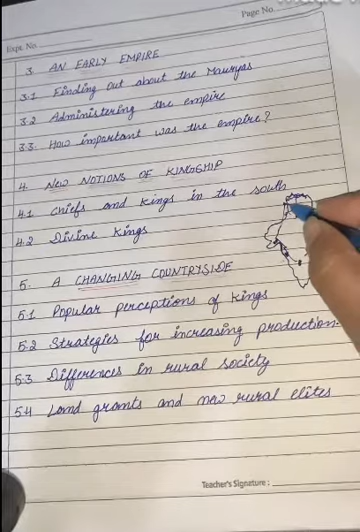 Page No.
Expt. No.
3. AN EARLY EMPIRE
3.1 Finding out about the Mauryas
3.2 Administering the empire
3.3. How important was the empire?
4. NEW NOTIONS OF KINGSHIP
4.1 Chiefs and kings in the south
4.2 Divine kings
5. A CHANGING COUNTRYSIDE
5.1 Popular perceptions of kings
5.2 Strategies for increasing production.
5.3 Differences in rural society
5.4 Land grants and new rural elites
Teacher's Signature :